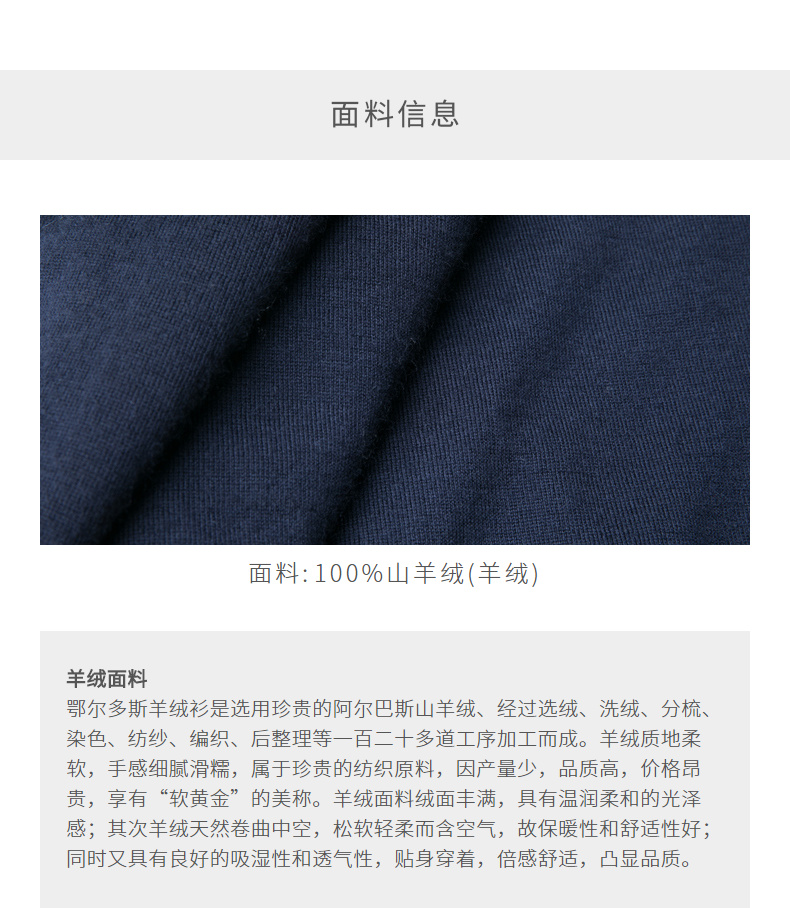 面料信息
面料:100%山羊绒(羊绒)
羊绒面料
鄂尔多斯羊绒衫是选用珍贵的阿尔巴斯山羊绒、经过选绒、洗绒、分梳、
染色、纺纱、编织、后整理等一百二十多道工序加工而成。羊绒质地柔
软，手感细腻滑糯，属于珍贵的纺织原料，因产量少，品质高，价格昂
贵，享有“软黄金”的美称。羊绒面料绒面丰满，具有温润柔和的光泽
感；其次羊绒天然卷曲中空，松软轻柔而含空气，故保暖性和舒适性好；
同时又具有良好的吸湿性和透气性，贴身穿着，倍感舒适，凸显品质。